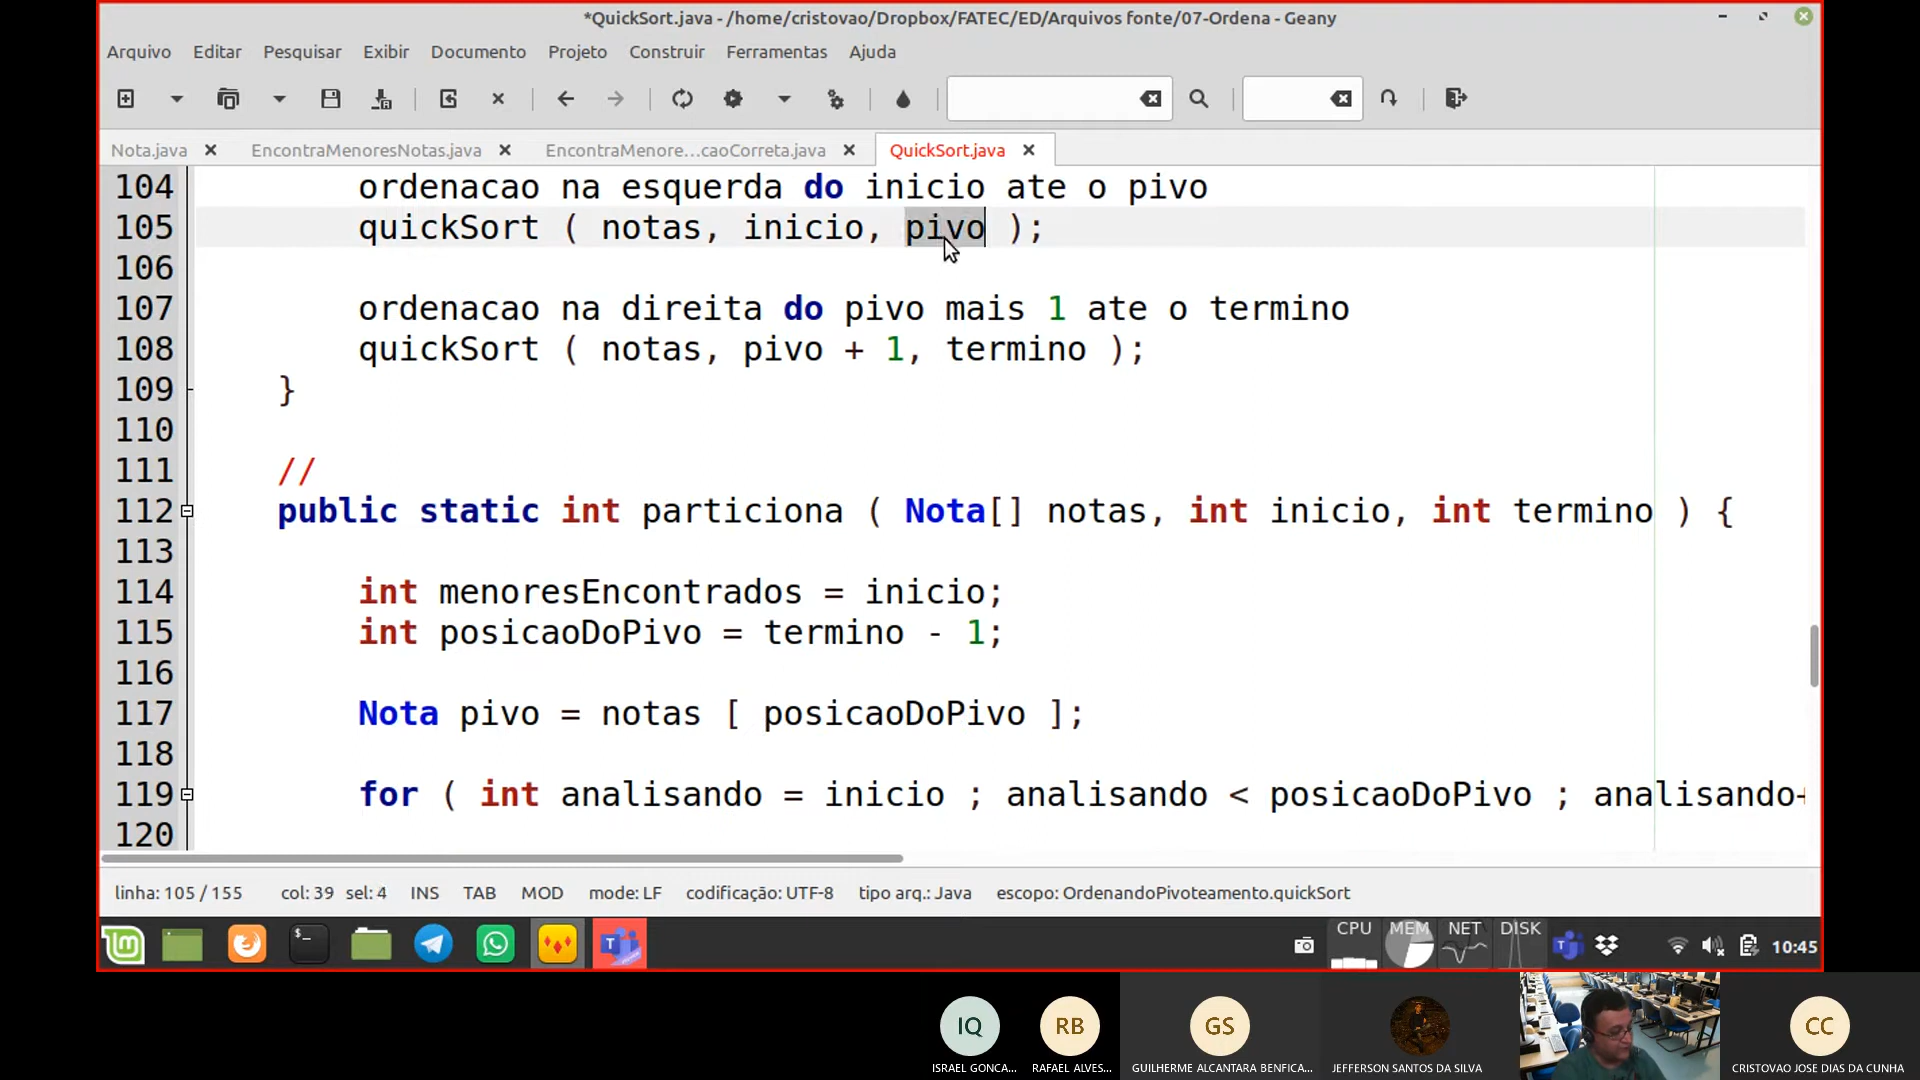 *QuickSort.java - /home/cristovao/Dropbox/FATEC/ED/Arquivos fonte/07-Ordena - Geany
Arquivo Editar Pesquisar Exibir Documento Projeto Construir Ferramentas Ajuda
Nota.java EncontraMenoresNotas.java EncontraMenore...caoCorreta.java QuickSort.java
104 ordenacao na esquerda do inicio ate o pivo
105 quickSort ( notas, inicio, pivo );
106
107 ordenacao na direita do pivo mais 1 ate o termino
108 quickSort ( notas, pivo + 1, termino );
109 }
110
111 //
112 public static int particiona ( Nota[] notas, int inicio, int termino ) {
113
114 int menoresEncontrados = inicio;
115 int posicaoDoPivo = termino - 1;
116
117 Nota pivo = notas [ posicaoDoPivo ];
118
119 for ( int analisando = inicio ; analisando < posicaoDoPivo ; analisando+
120
linha: 105 / 155 col: 39 sel: 4 INS TAB MOD mode: LF codificação: UTF-8 tipo arq.: Java escopo: OrdenandoPivoteamento.quickSort
CPU MEM NET DISK
10:45
IQ RB GS CC
ISRAEL GONCA... RAFAEL ALVES... GUILHERME ALCANTARA BENFICA... JEFFERSON SANTOS DA SILVA CRISTOVAO JOSE DIAS DA CUNHA